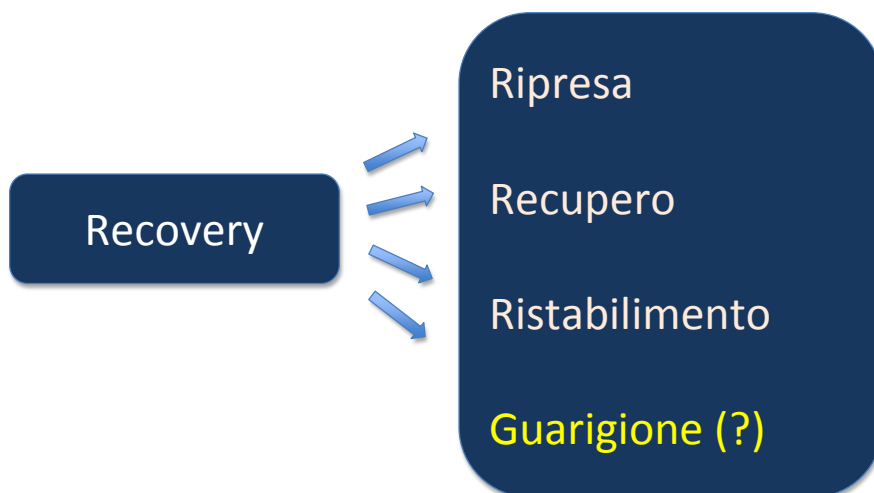 Recovery
Ripresa
Recupero
Ristabilimento
Guarigione (?)